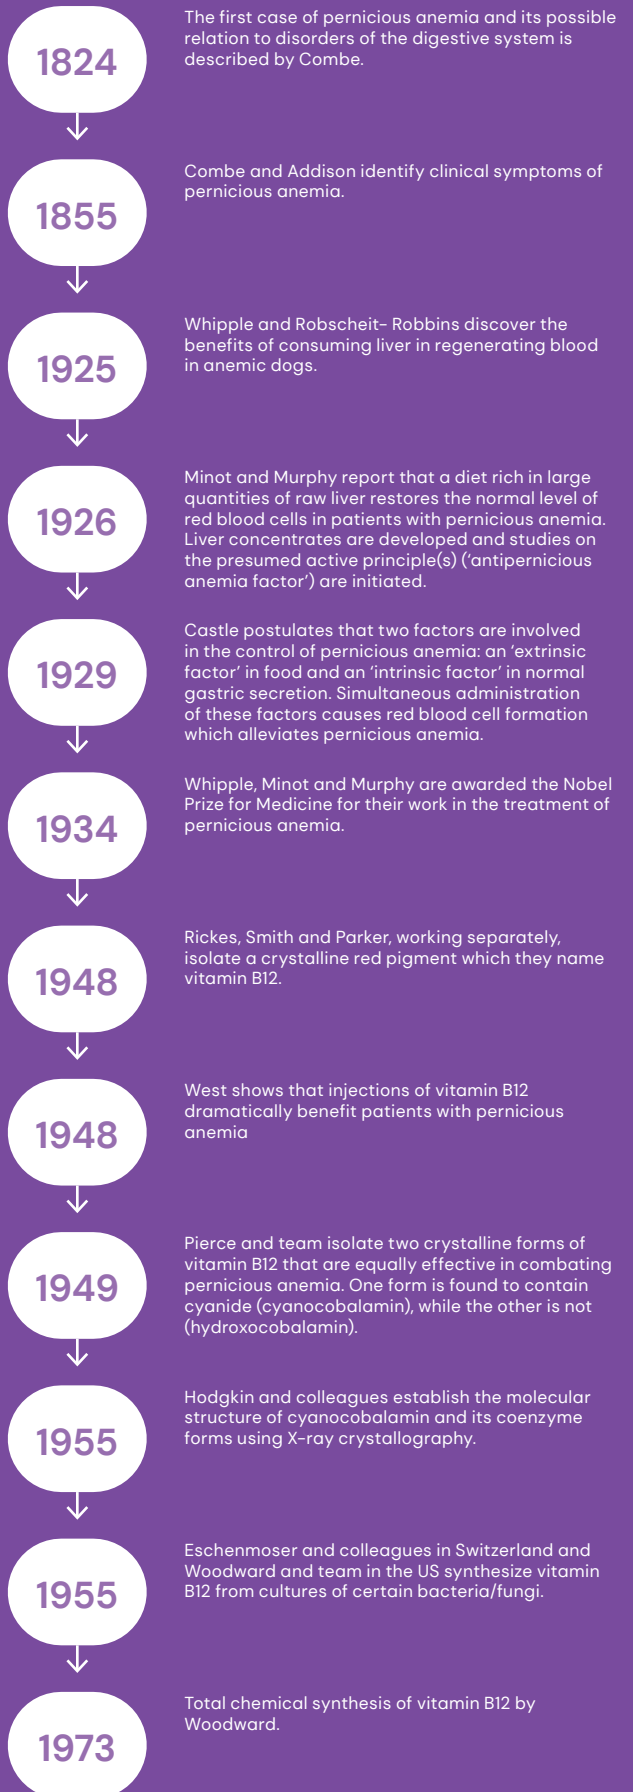 1824
The first case of pernicious anemia and its possible
relation to disorders of the digestive system is
described by Combe.
1855
Combe and Addison identify clinical symptoms of
pernicious anemia.
1925
Whipple and Robscheit- Robbins discover the
benefits of consuming liver in regenerating blood
in anemic dogs.
1926
Minot and Murphy report that a diet rich in large
quantities of raw liver restores the normal level of
red blood cells in patients with pernicious anemia.
Liver concentrates are developed and studies on
the presumed active principle(s) (‘antipernicious
anemia factor’) are initiated.
1929
Castle postulates that two factors are involved
in the control of pernicious anemia: an ‘extrinsic
factor’ in food and an ‘intrinsic factor’ in normal
gastric secretion. Simultaneous administration
of these factors causes red blood cell formation
which alleviates pernicious anemia.
1934
Whipple, Minot and Murphy are awarded the Nobel
Prize for Medicine for their work in the treatment of
pernicious anemia.
1948
Rickes, Smith and Parker, working separately,
isolate a crystalline red pigment which they name
vitamin B12.
1948
West shows that injections of vitamin B12
dramatically benefit patients with pernicious
anemia
1949
Pierce and team isolate two crystalline forms of
vitamin B12 that are equally effective in combating
pernicious anemia. One form is found to contain
cyanide (cyanocobalamin), while the other is not
(hydroxocobalamin).
1955
Hodgkin and colleagues establish the molecular
structure of cyanocobalamin and its coenzyme
forms using X-ray crystallography.
1955
Eschenmoser and colleagues in Switzerland and
Woodward and team in the US synthesize vitamin
B12 from cultures of certain bacteria/fungi.
1973
Total chemical synthesis of vitamin B12 by
Woodward.